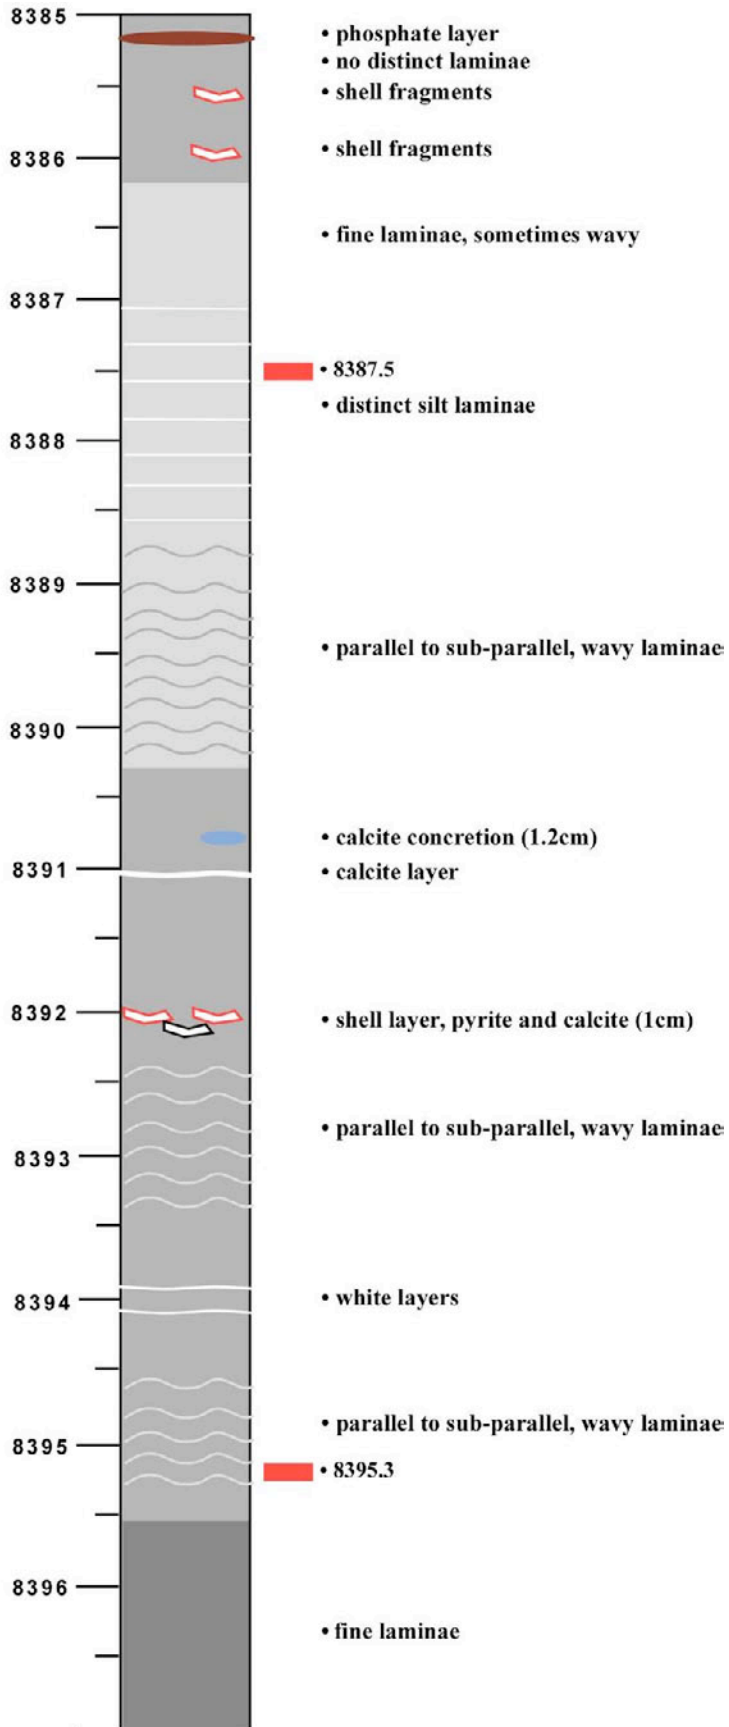 8385
• phosphate layer
• no distinct laminae
• shell fragments
• shell fragments
8386
• fine laminae, sometimes wavy
8387
• 8387.5
• distinct silt laminae
8388
8389
• parallel to sub-parallel, wavy laminae
8390
• calcite concretion (1.2cm)
8391
• calcite layer
8392
• shell layer, pyrite and calcite (1cm)
• parallel to sub-parallel, wavy laminae
8393
8394
• white layers
• parallel to sub-parallel, wavy laminae
8395
• 8395.3
8396
• fine laminae